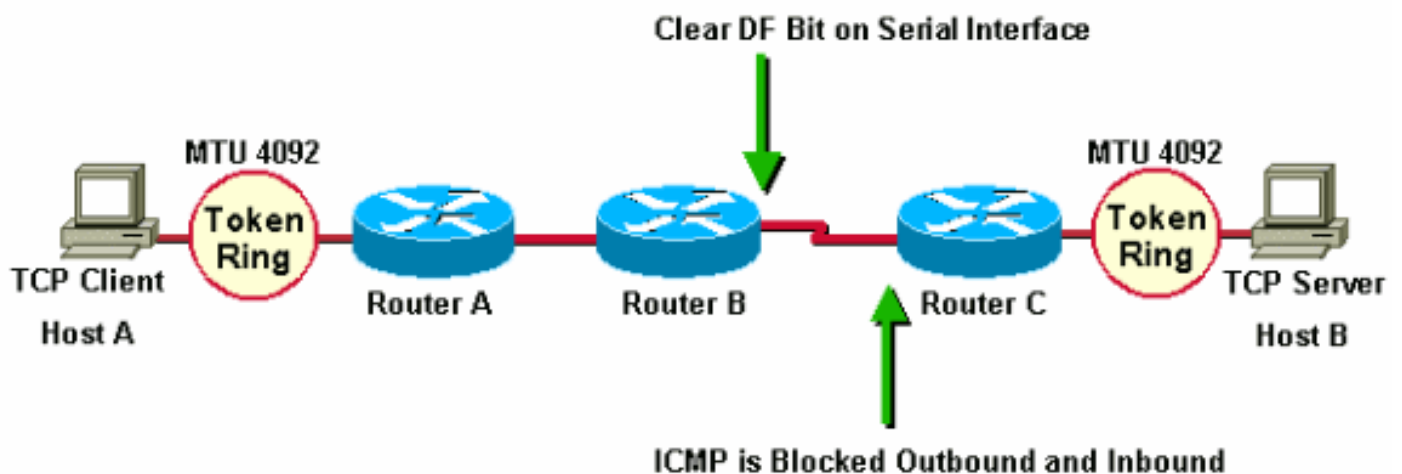 Clear DF Bit on Serial Interface
MTU 4092
MTU 4092
Token
Ring
Token
Ring
TCP Client
Router A
Router B
Router C
TCP Server
Host A
Host B
ICMP is Blocked Outbound and Inbound